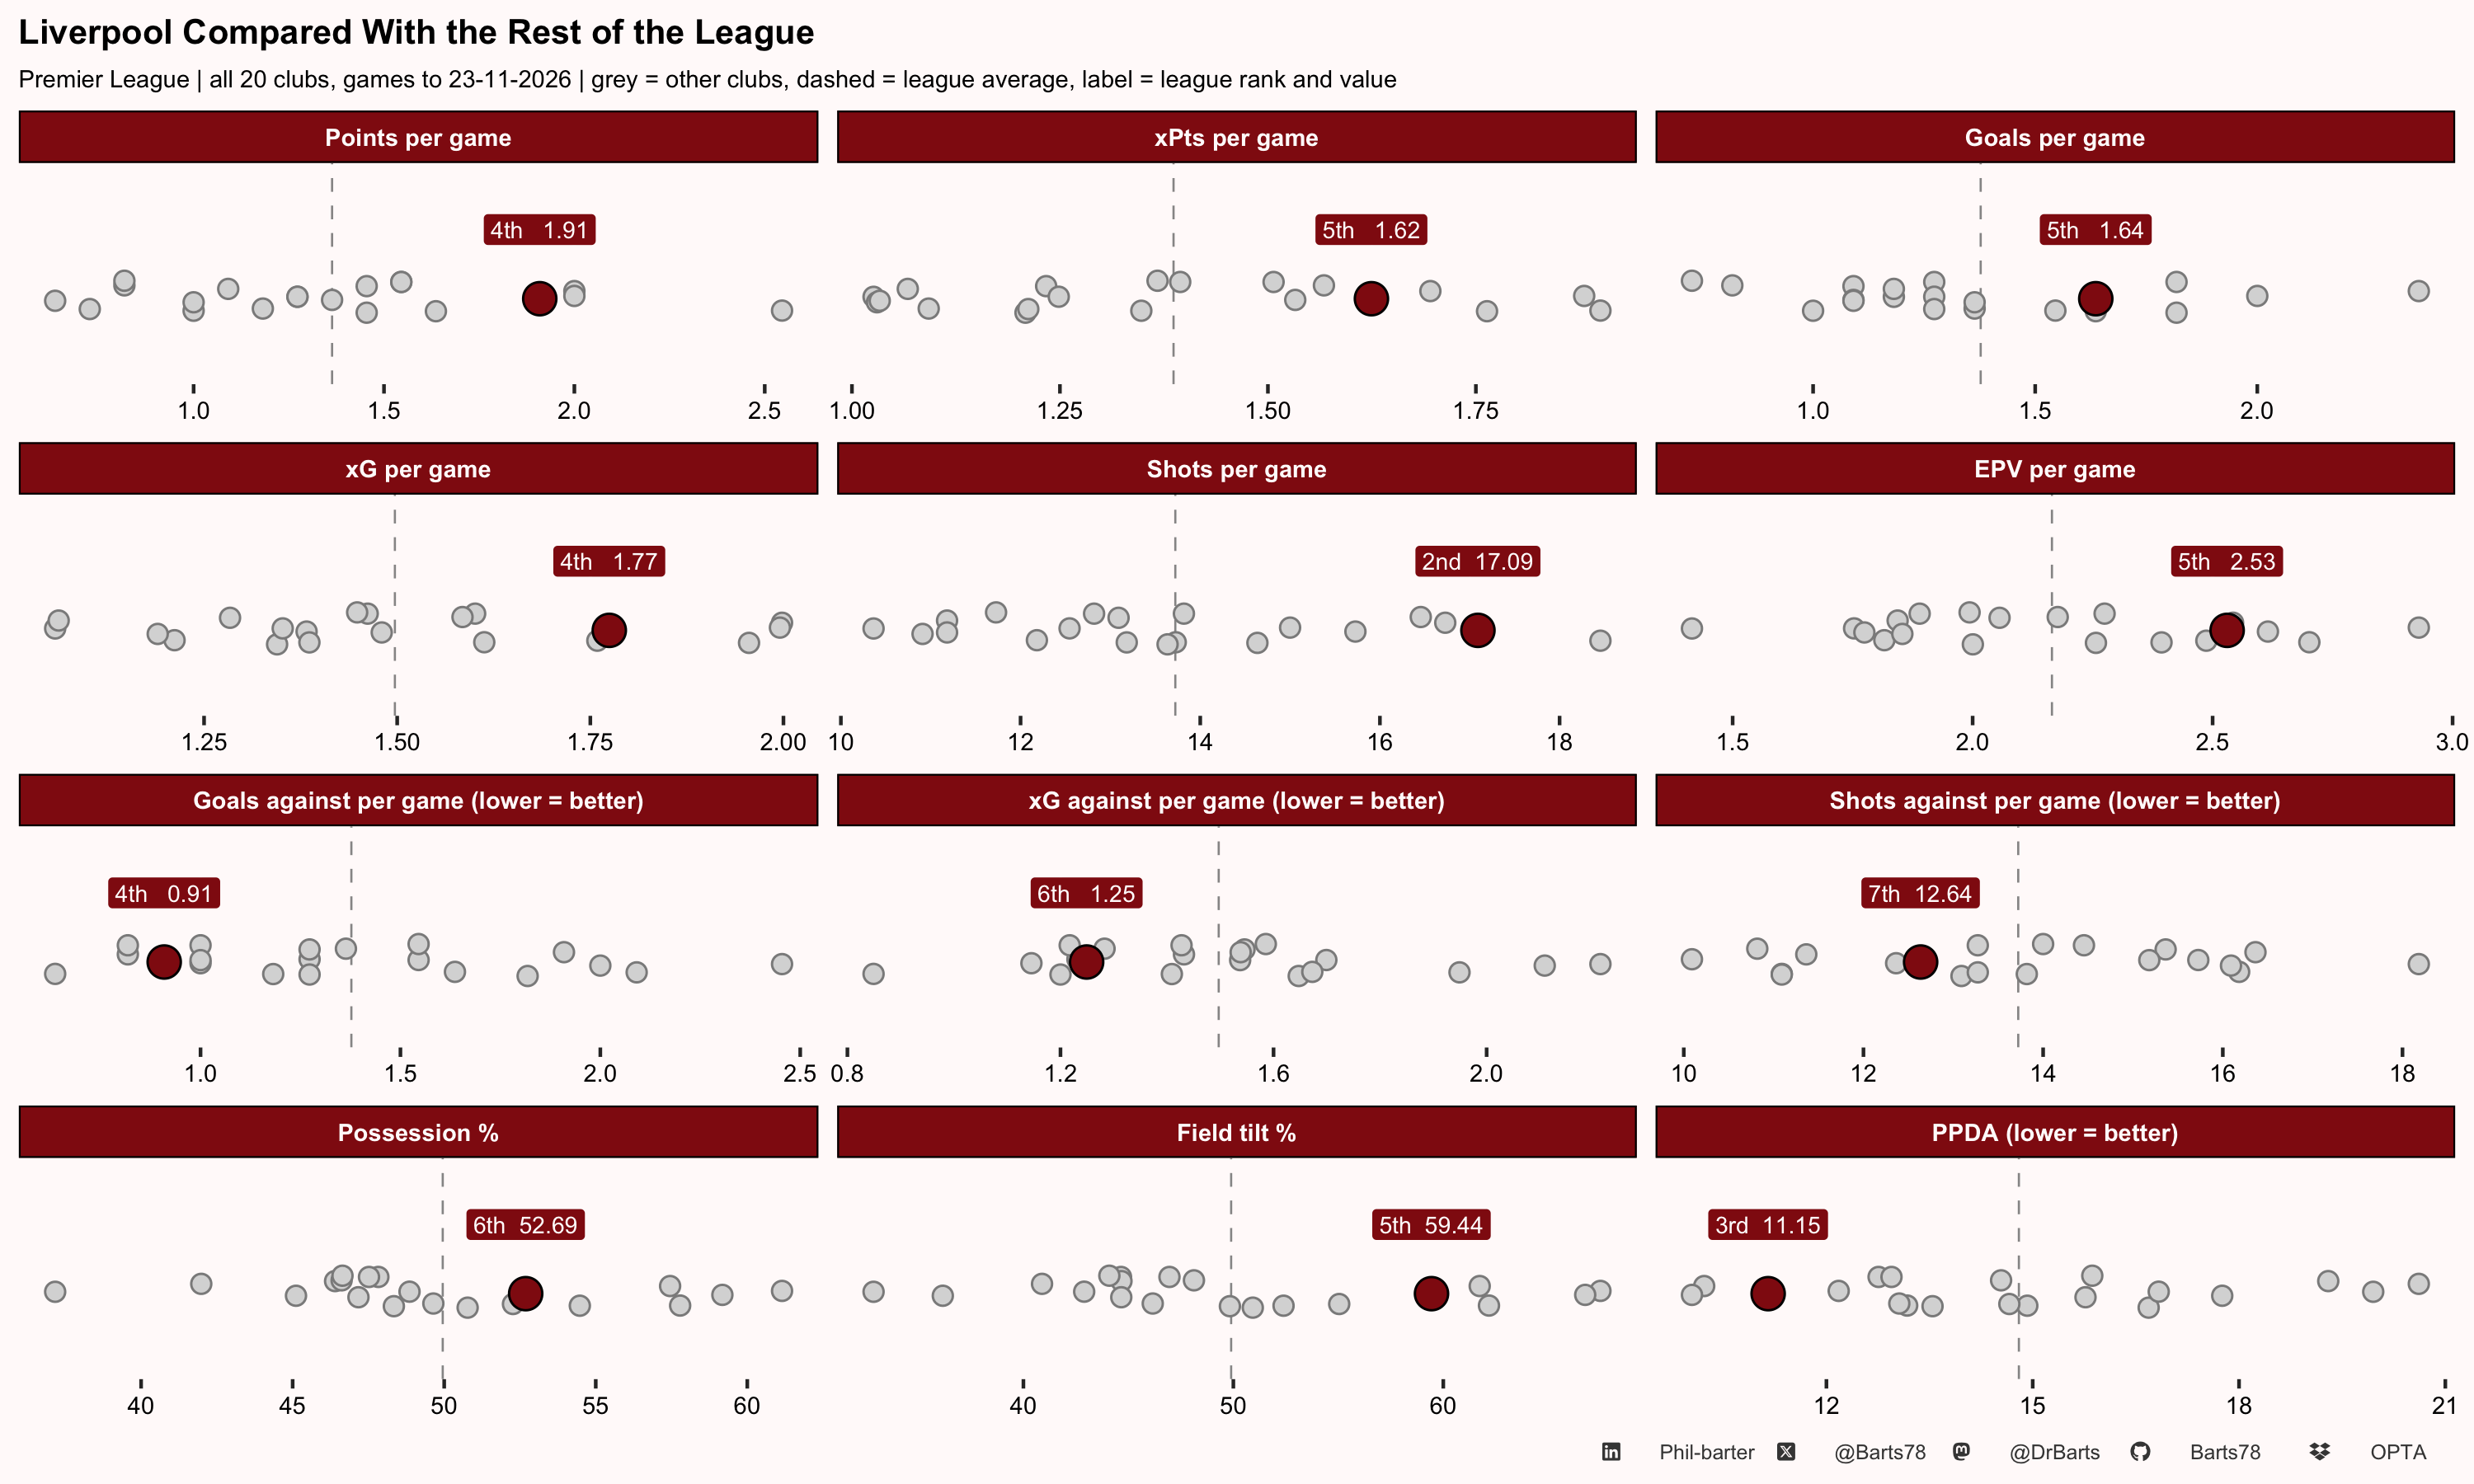 Liverpool Compared With the Rest of the League
Premier League | all 20 clubs, games to 23-11-2026 | grey = other clubs, dashed = league average, label = league rank and value
Points per game
xPts per game
Goals per game
4th 1.91
5th 1.62
5th 1.64
1.0 1.5 2.0 2.5
1.00 1.25 1.50 1.75
1.0 1.5 2.0
xG per game
Shots per game
EPV per game
4th 1.77
2nd 17.09
5th 2.53
1.25 1.50 1.75 2.00
10 12 14 16 18
1.5 2.0 2.5 3.0
Goals against per game (lower = better)
xG against per game (lower = better)
Shots against per game (lower = better)
4th 0.91
6th 1.25
7th 12.64
1.0 1.5 2.0 2.5
0.8 1.2 1.6 2.0
10 12 14 16 18
Possession %
Field tilt %
PPDA (lower = better)
6th 52.69
5th 59.44
3rd 11.15
40 45 50 55 60
40 50 60
12 15 18 21
Phil-barter @Barts78 @DrBarts Barts78 OPTA